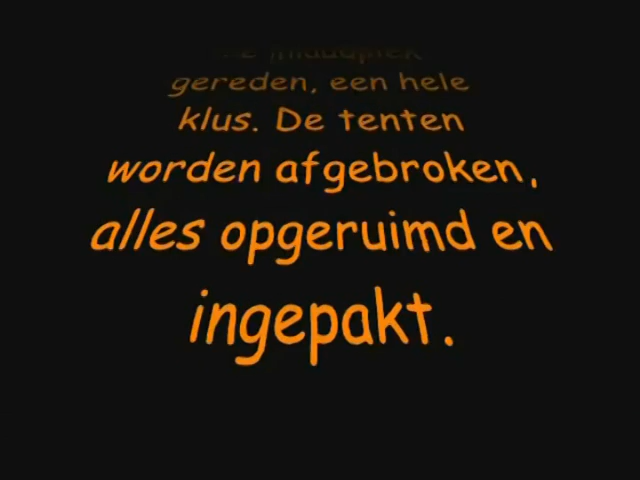 gereden, een hele
klus. De tenten
worden afgebroken,
alles opgeruimd en
ingepakt.